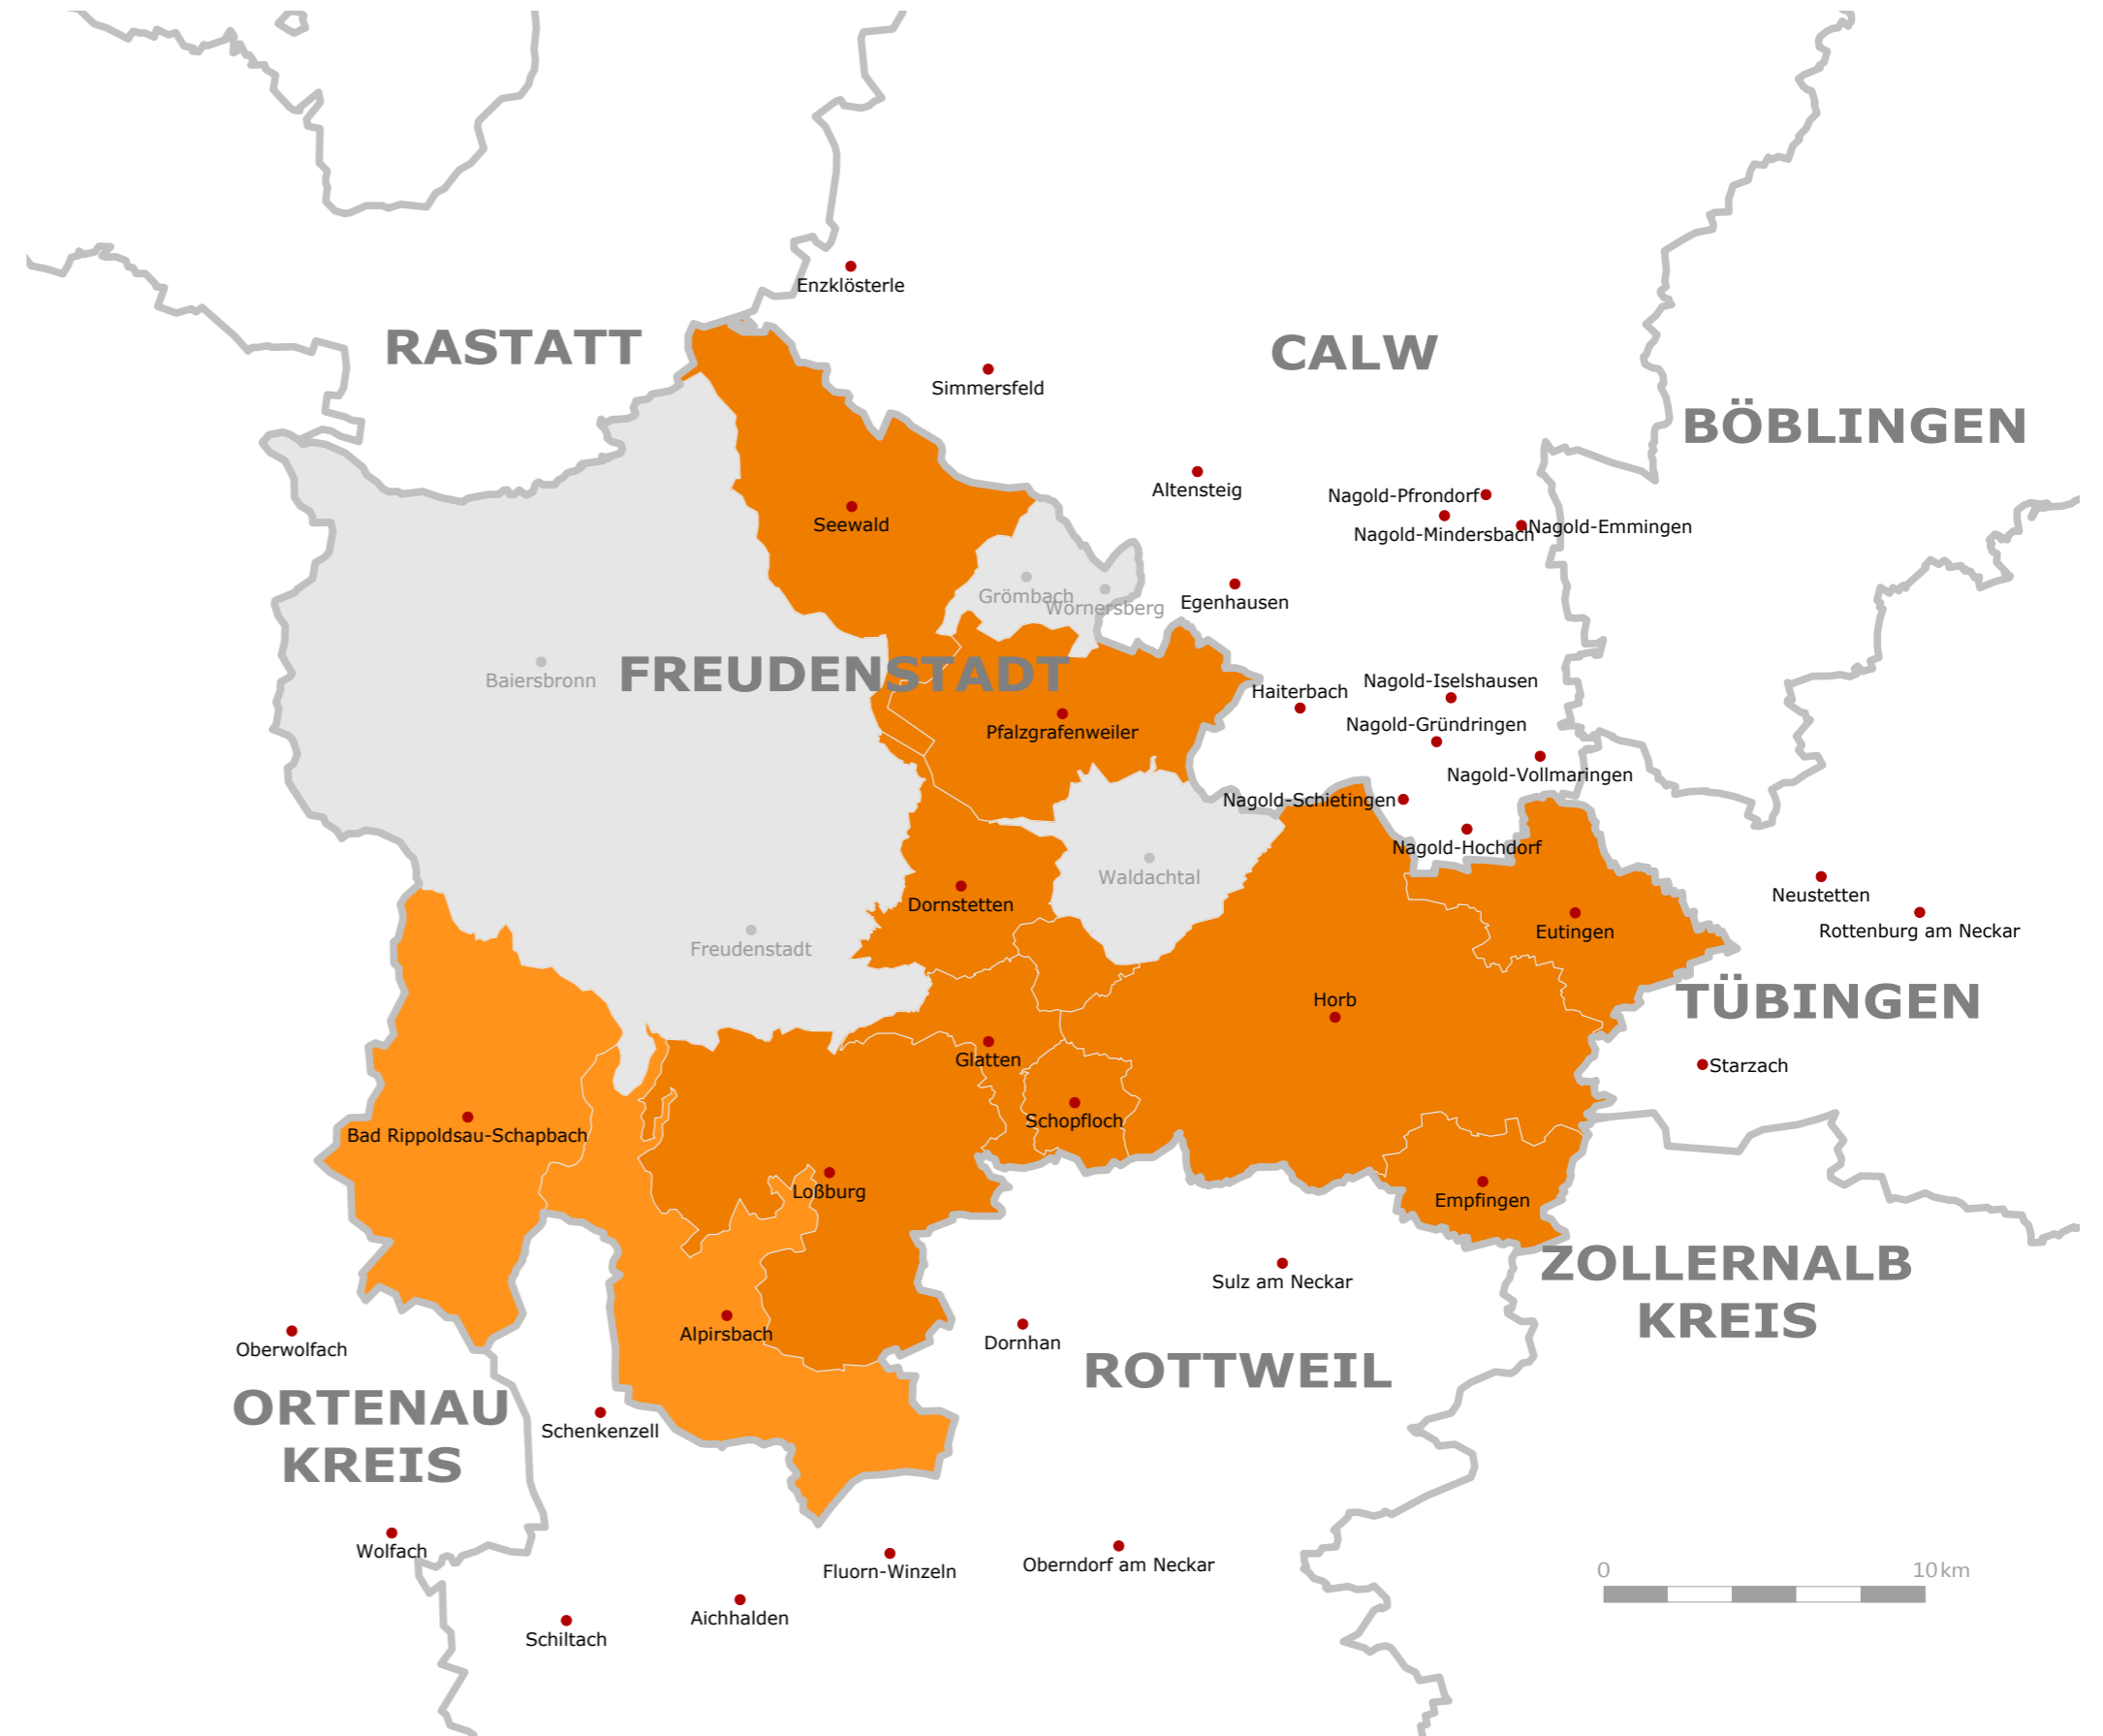 Enzklösterle
RASTATT
CALW
Simmersfeld
BÖBLINGEN
Altensteig
Nagold-Pfrondorf
Seewald
Nagold-Mindersbach
Nagold-Emmingen
Grömbach
Wörnersberg
Egenhausen
Baiersbronn
FREUDENSTADT
Haiterbach
Nagold-Iselshausen
Nagold-Gründringen
Pfalzgrafenweiler
Nagold-Vollmaringen
Nagold-Schietingen
Nagold-Hochdorf
Waldachtal
Neustetten
Dornstetten
Rottenburg am Neckar
Eutingen
Freudenstadt
Horb
TÜBINGEN
Glatten
Starzach
Schopfloch
Bad Rippoldsau-Schapbach
Loßburg
Empfingen
Sulz am Neckar
ZOLLERNALB
KREIS
Alpirsbach
Dornhan
Oberwolfach
ROTTWEIL
ORTENAU
KREIS
Schenkenzell
Wolfach
Fluorn-Winzeln
Oberndorf am Neckar
0 10 km
Aichhalden
Schiltach